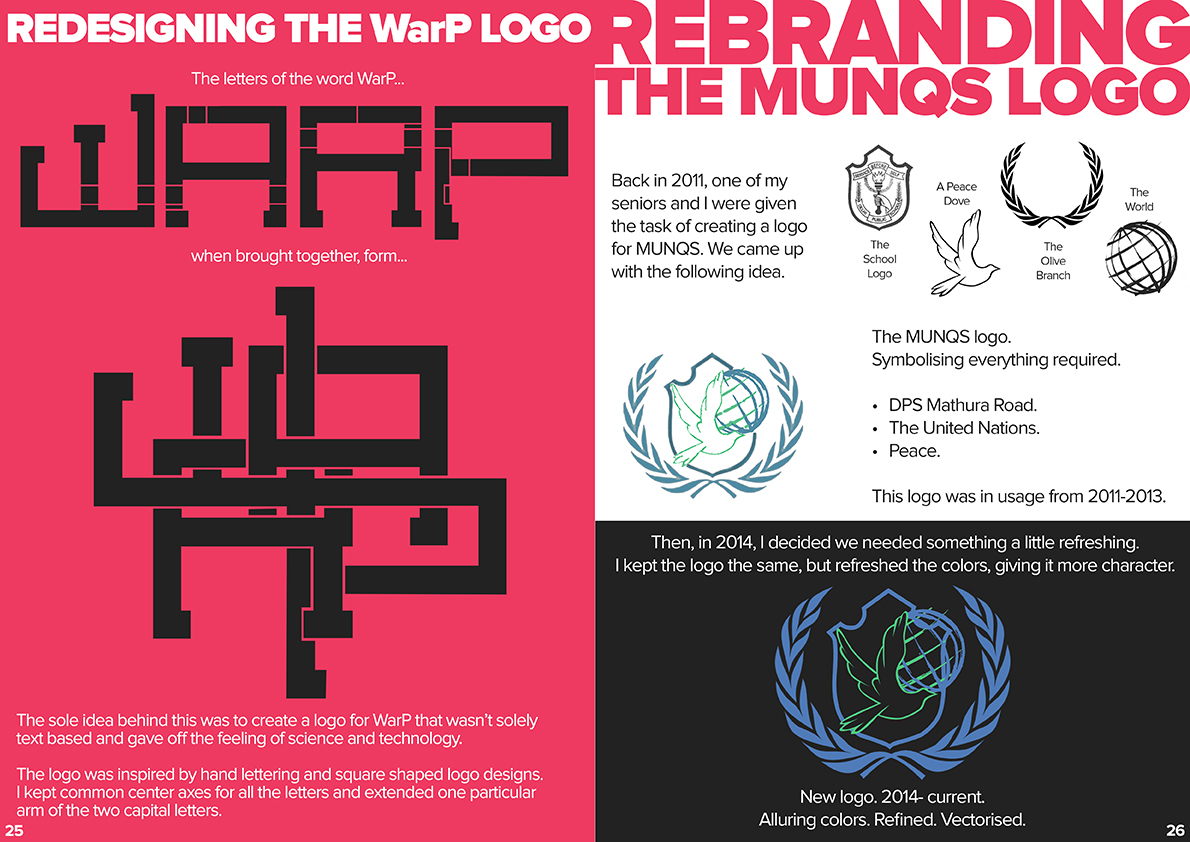 REDESIGNING THE WarP LOGO
The letters of the word WarP...
WARP
when brought together, form...
The sole idea behind this was to create a logo for WarP that wasn't solely
text based and gave off the feeling of science and technology.
The logo was inspired by hand lettering and square shaped logo designs.
I kept common center axes for all the letters and extended one particular
arm of the two capital letters.
25
REBRANDING
THE MUNQS LOGO
Back in 2011, one of my
seniors and I were given
the task of creating a logo
for MUNQS. We came up
with the following idea.
SERVICE BEFORE SELF
DELHI PUBLIC SCHOOL
The
School
Logo
A Peace
Dove
The
Olive
Branch
The
World
The MUNQS logo.
Symbolising everything required.
• DPS Mathura Road.
• The United Nations.
• Peace.
This logo was in usage from 2011-2013.
Then, in 2014, I decided we needed something a little refreshing.
I kept the logo the same, but refreshed the colors, giving it more character.
New logo. 2014- current.
Alluring colors. Refined. Vectorised.
26